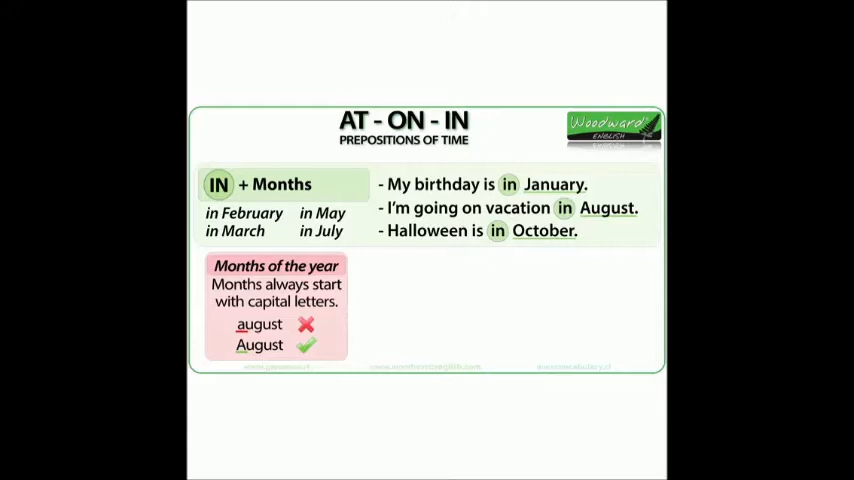 AT - ON - IN
PREPOSITIONS OF TIME
Woodward
ENGLISH
IN + Months
in February in May
in March in July
- My birthday is in January.
- I'm going on vacation in August.
- Halloween is in October.
Months of the year
Months always start
with capital letters.
august
August